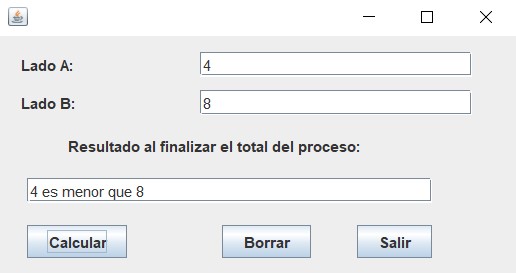 Lado A:
4
Lado B:
8
Resultado al finalizar el total del proceso:
4 es menor que 8
Calcular
Borrar
Salir